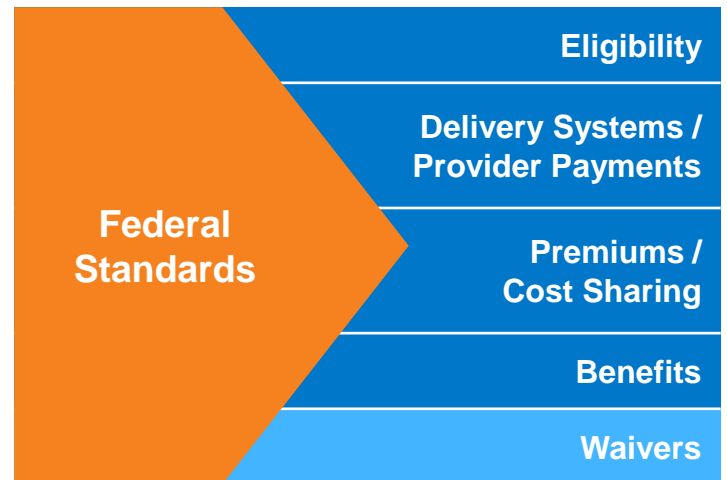 Federal
Standards
Eligibility
Delivery Systems /
Provider Payments
Premiums /
Cost Sharing
Benefits
Waivers